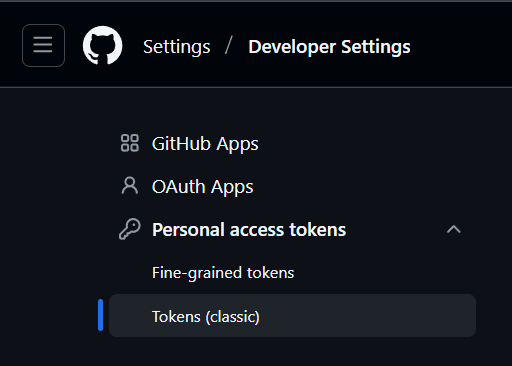 Settings / Developer Settings
GitHub Apps
OAuth Apps
Personal access tokens
Fine-grained tokens
Tokens (classic)